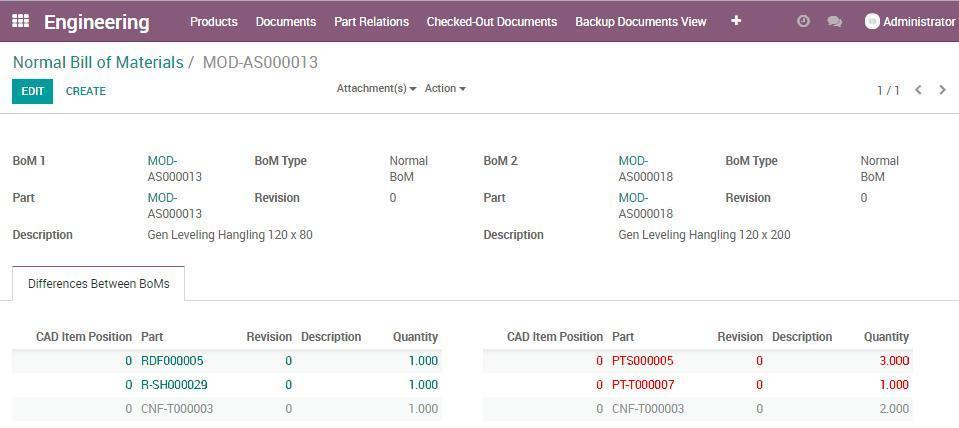 Engineering Products Documents Part Relations Checked-Out Documents Backup Documents View + Administrator
Normal Bill of Materials / MOD-AS000013
EDIT CREATE Attachment(s) Action 1 / 1
BoM 1 MOD- BoM Type Normal BoM 2 MOD- BoM Type Normal
AS000013 BoM AS000018 BoM
Part MOD- Revision 0 Part MOD- Revision 0
AS000013 AS000018
Description Gen Leveling Hangling 120 x 80 Description Gen Leveling Hangling 120 x 200
Differences Between BoMs
CAD Item Position Part Revision Description Quantity CAD Item Position Part Revision Description Quantity
0 RDF000005 0 1.000 0 PTS000005 0 3.000
0 R-SH000029 0 1.000 0 PT-T000007 0 1.000
0 CNF-T000003 0 1.000 0 CNF-T000003 0 2.000